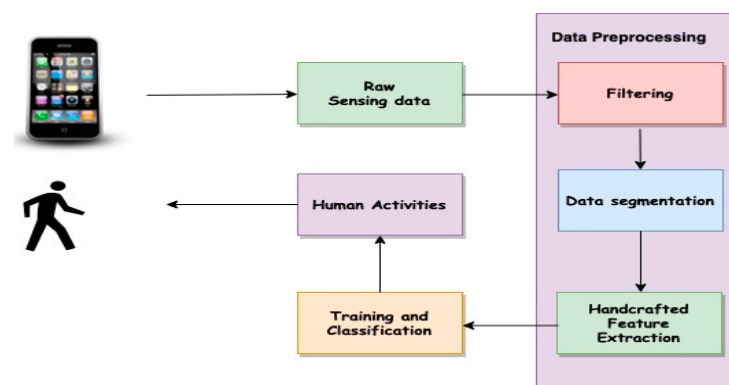 Data Preprocessing
Raw
Sensing data
Filtering
Human Activities
Data segmentation
Training and
Classification
Handcrafted
Feature
Extraction